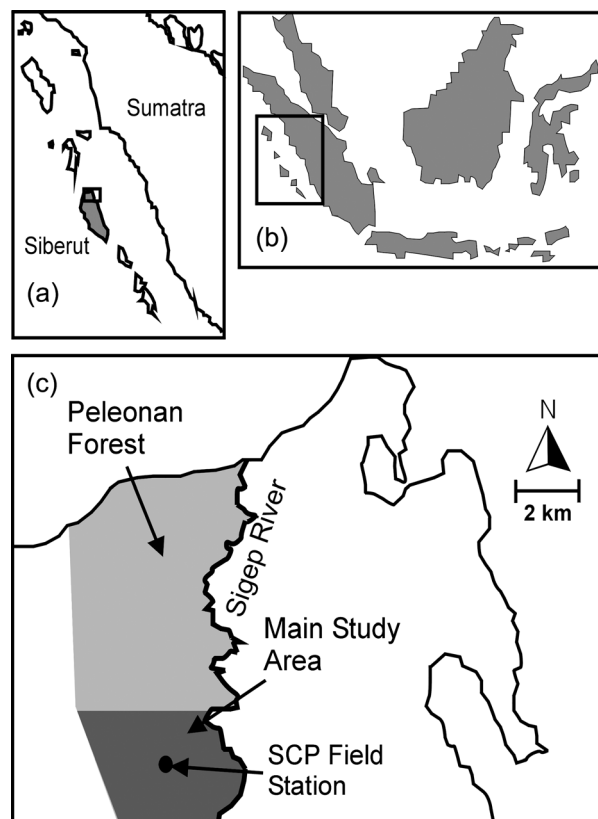 Sumatra
Siberut
(a)
(b)
(c)
Peleonan
Forest
N
2 km
Sigep River
Main Study
Area
SCP Field
Station